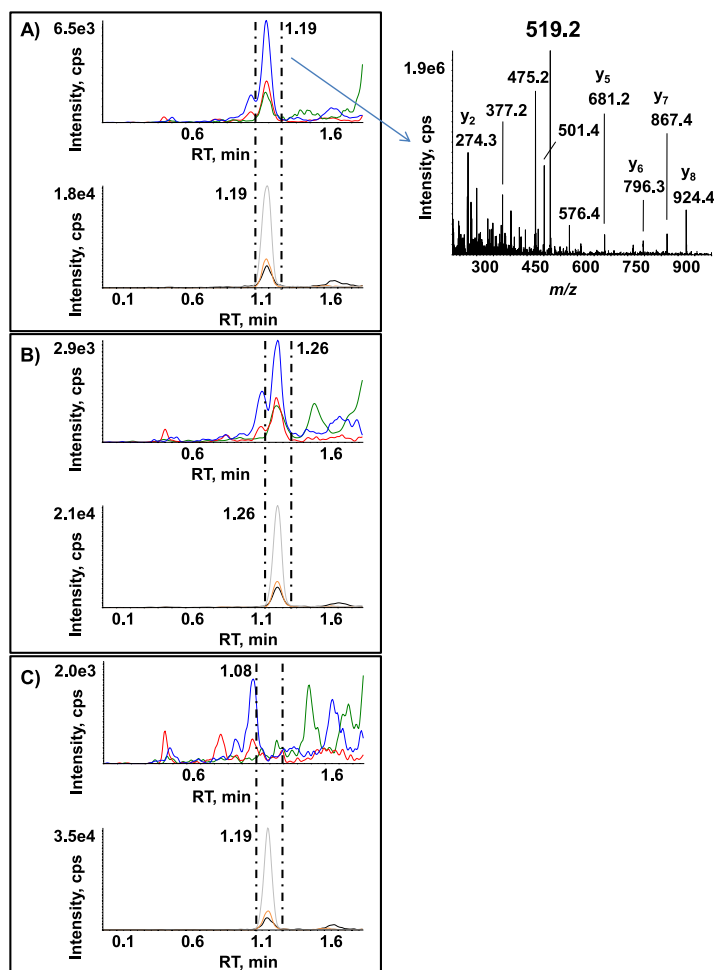 A)
6.5e3
1.19
Intensity, cps
0.6
1.6
RT, min
1.8e4
1.19
Intensity, cps
0.1
0.6
1.1
1.6
RT, min
519.2
1.9e6
475.2
y5
y7
y2
377.2
681.2
867.4
274.3
501.4
y6
y8
796.3
924.4
576.4
Intensity, cps
300
450
600
750
900
m/z
B)
2.9e3
1.26
Intensity, cps
0.6
1.6
RT, min
2.1e4
1.26
Intensity, cps
0.1
0.6
1.1
1.6
RT, min
C)
2.0e3
1.08
Intensity, cps
0.6
1.6
RT, min
3.5e4
1.19
Intensity, cps
0.1
0.6
1.1
1.6
RT, min